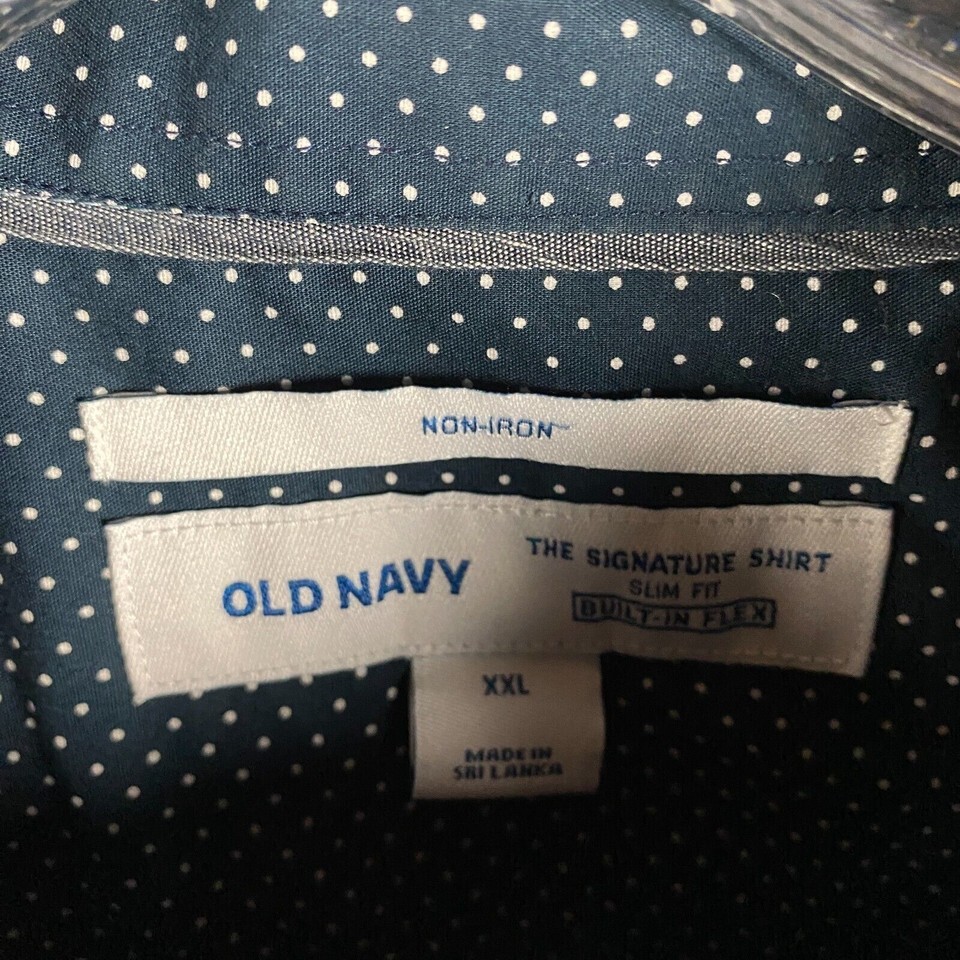 NON-IRON™
OLD NAVY
THE SIGNATURE SHIRT
SLIM FIT
BUILT-IN FLEX
XXL
MADE IN
SRI LANKA